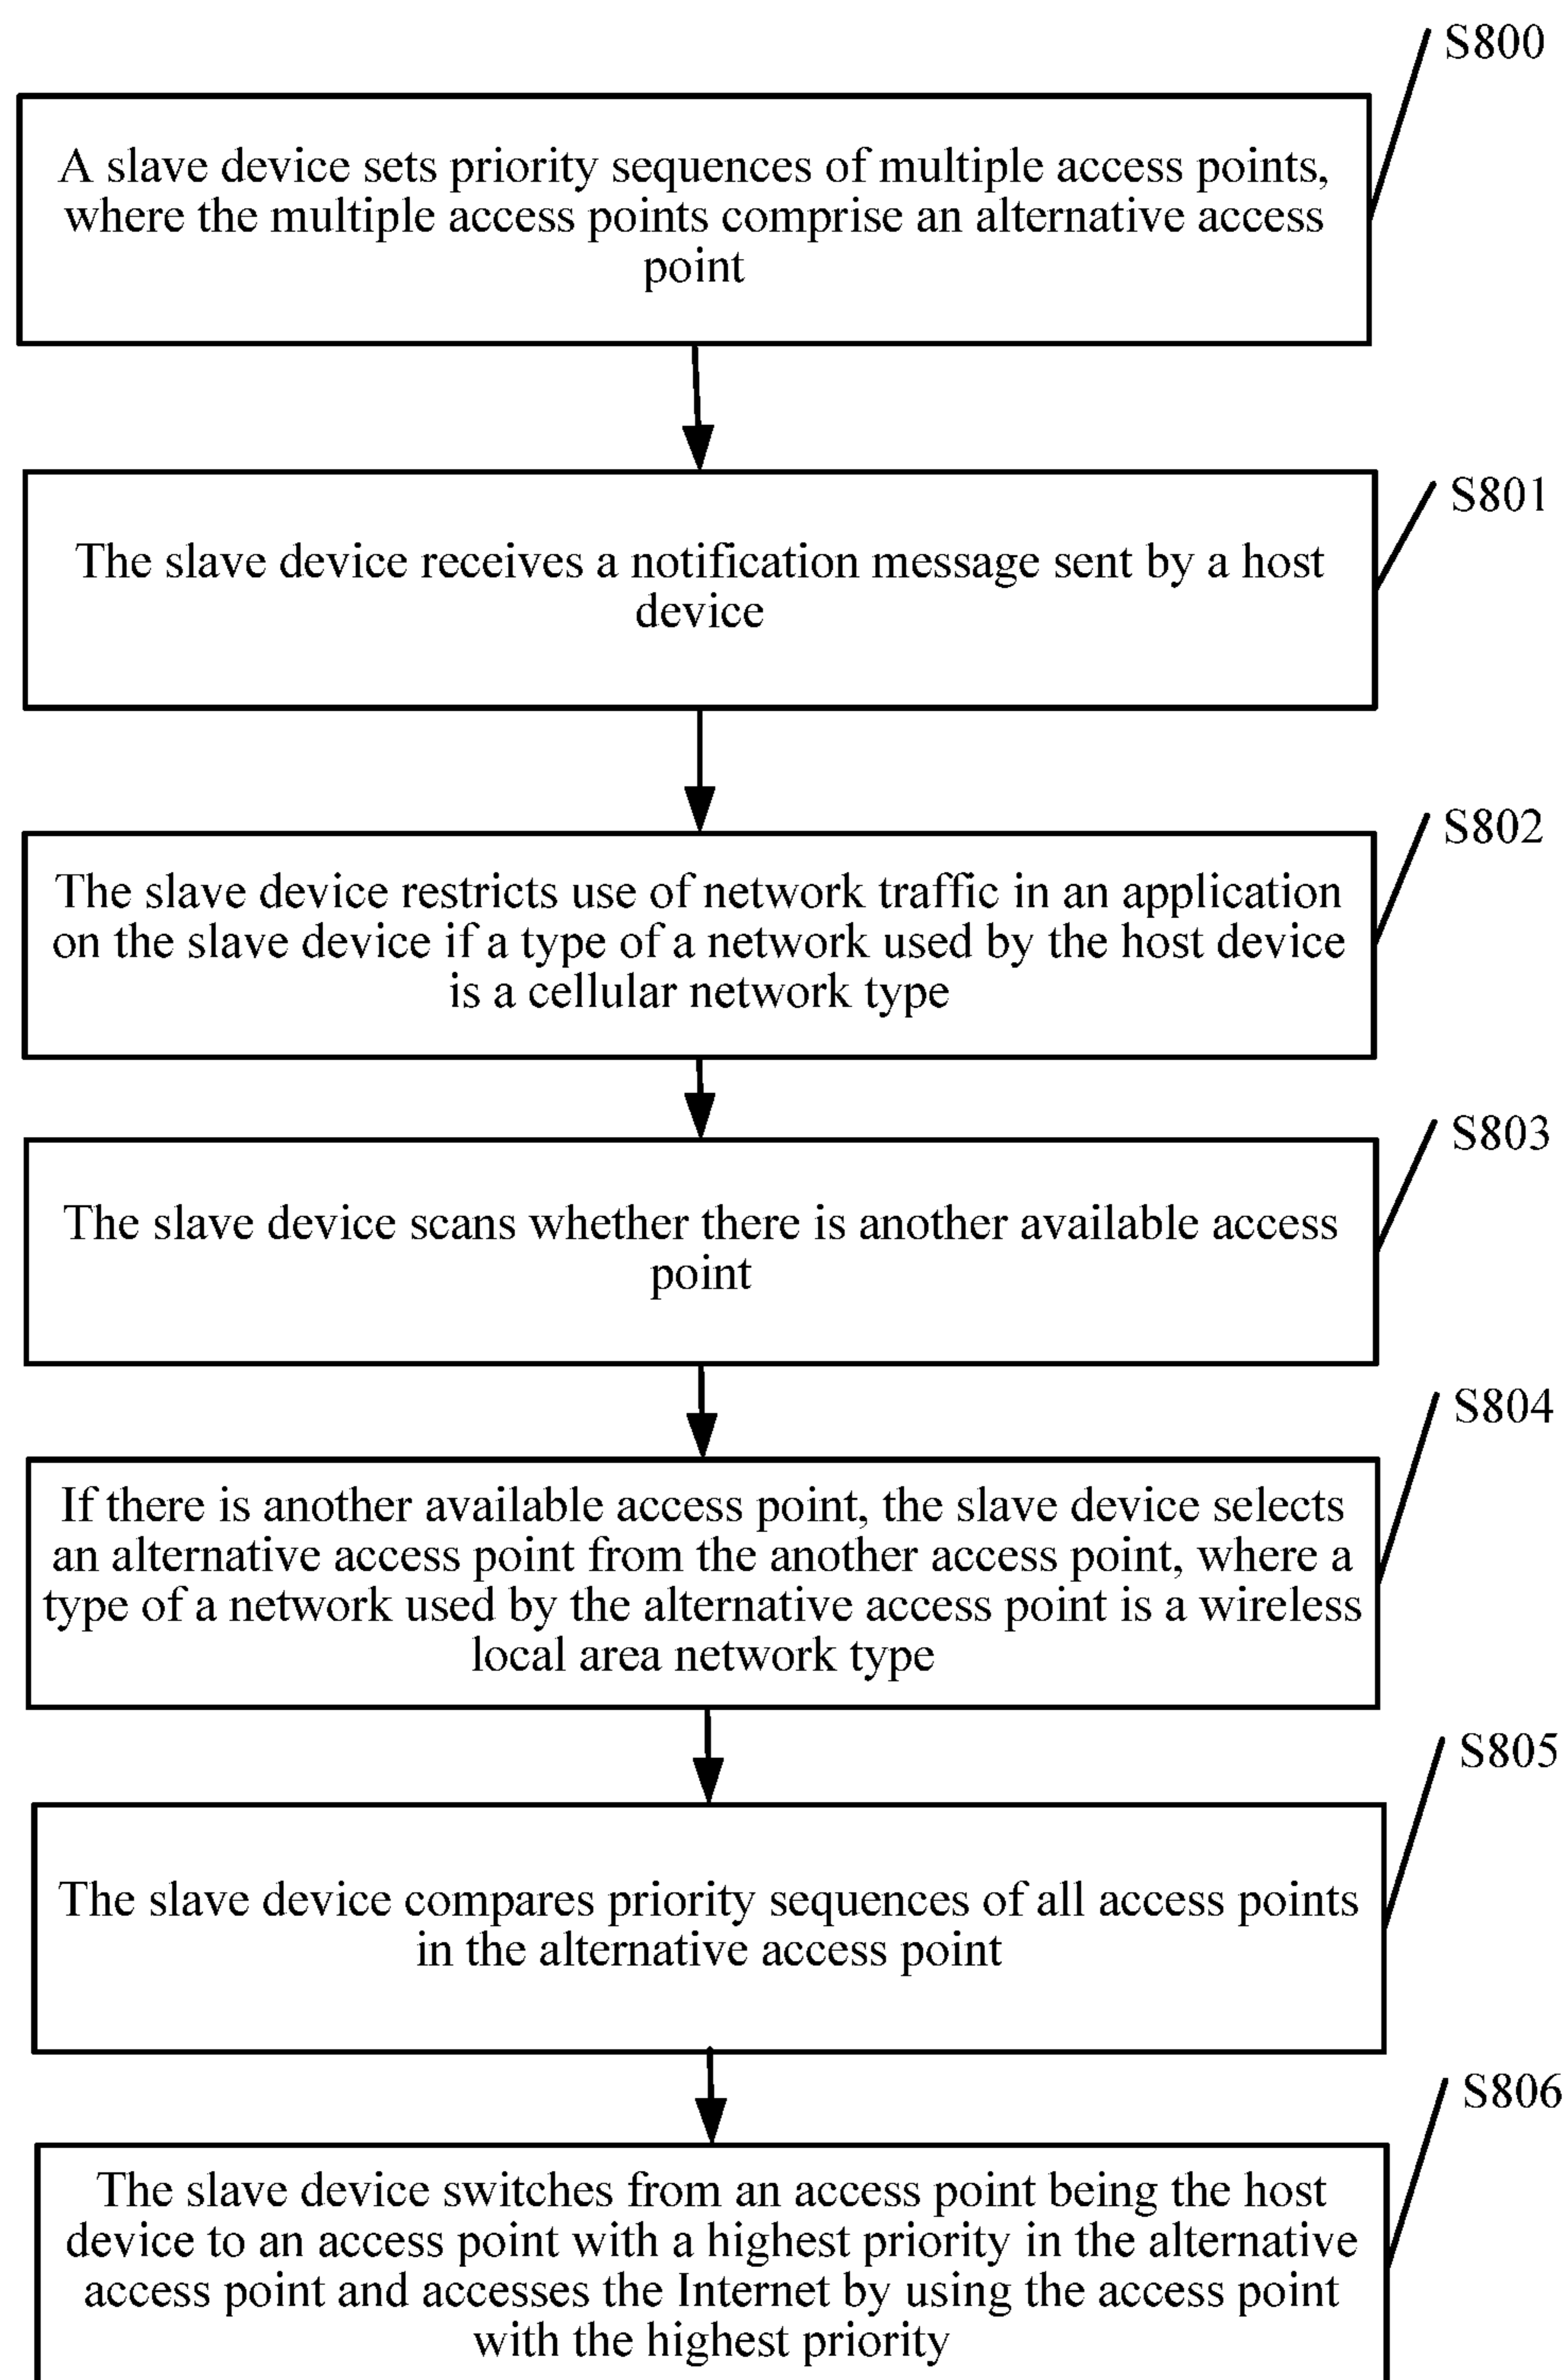 S800
A slave device sets priority sequences of multiple access points,
where the multiple access points comprise an alternative access
point
S801
The slave device receives a notification message sent by a host
device
S802
The slave device restricts use of network traffic in an application
on the slave device if a type of a network used by the host device
is a cellular network type
S803
The slave device scans whether there is another available access
point
S804
If there is another available access point, the slave device selects
an alternative access point from the another access point, where a
type of a network used by the alternative access point is a wireless
local area network type
S805
The slave device compares priority sequences of all access points
in the alternative access point
S806
The slave device switches from an access point being the host
device to an access point with a highest priority in the alternative
access point and accesses the Internet by using the access point
with the highest priority